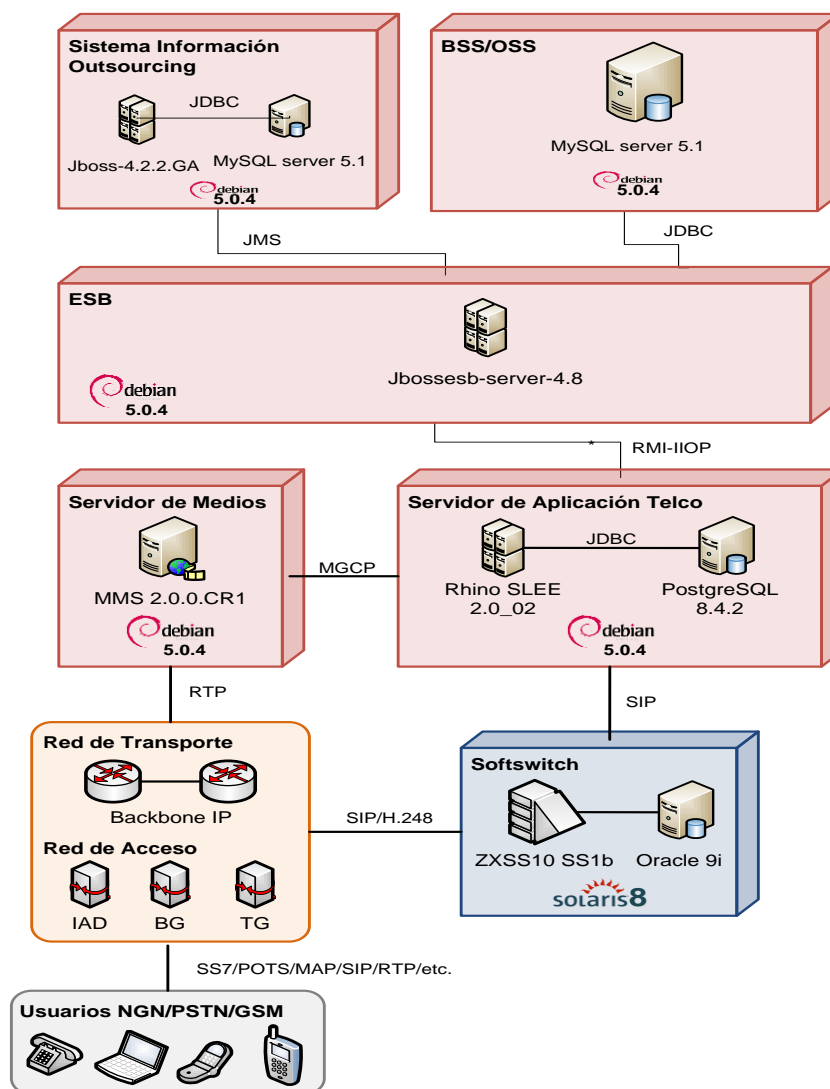 Sistema Información
Outsourcing
JDBC
Jboss-4.2.2.GA
MySQL server 5.1
debian
5.0.4
BSS/OSS
MySQL server 5.1
debian
5.0.4
JMS
JDBC
ESB
Jbossesb-server-4.8
debian
5.0.4
*
RMI-IIOP
Servidor de Medios
MMS 2.0.0.CR1
debian
5.0.4
MGCP
Servidor de Aplicación Telco
JDBC
Rhino SLEE
2.0_02
PostgreSQL
8.4.2
debian
5.0.4
RTP
SIP
Red de Transporte
Backbone IP
Red de Acceso
IAD
BG
TG
SIP/H.248
Softswitch
ZXSS10 SS1b
Oracle 9i
solaris 8
SS7/POTS/MAP/SIP/RTP/etc.
Usuarios NGN/PSTN/GSM